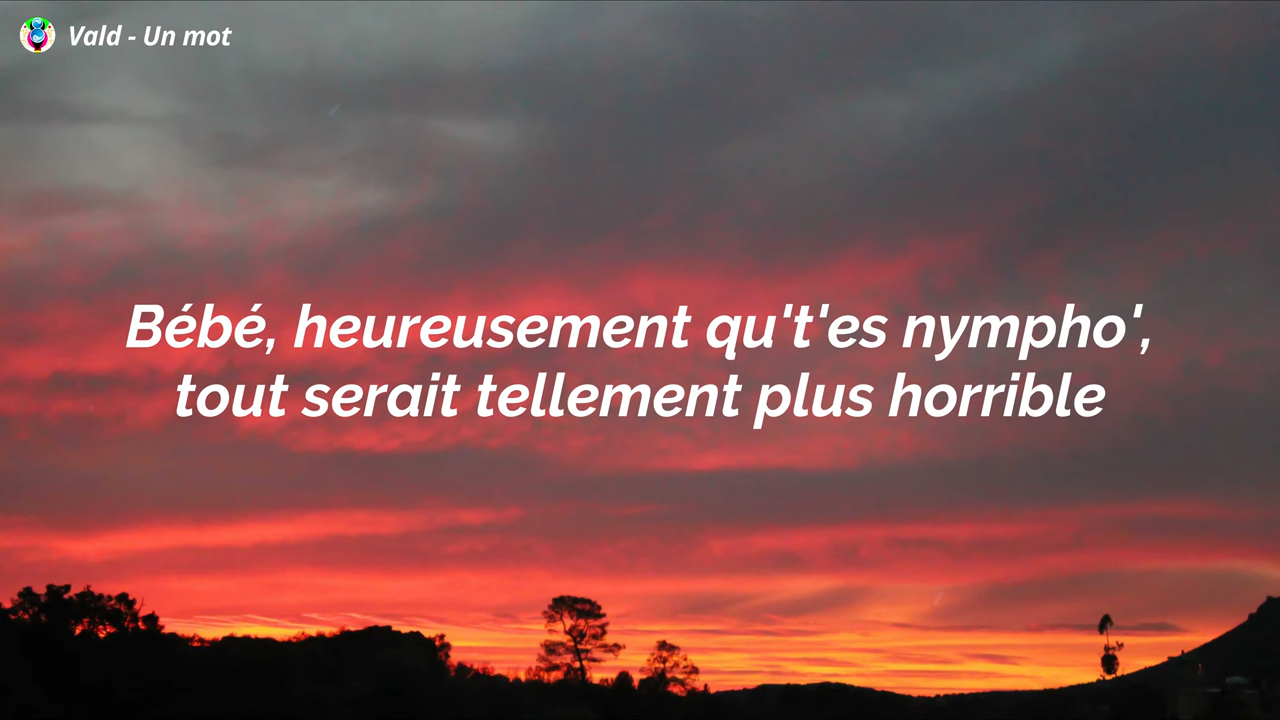 Vald - Un mot
Bébé, heureusement qu't'es nympho',
tout serait tellement plus horrible